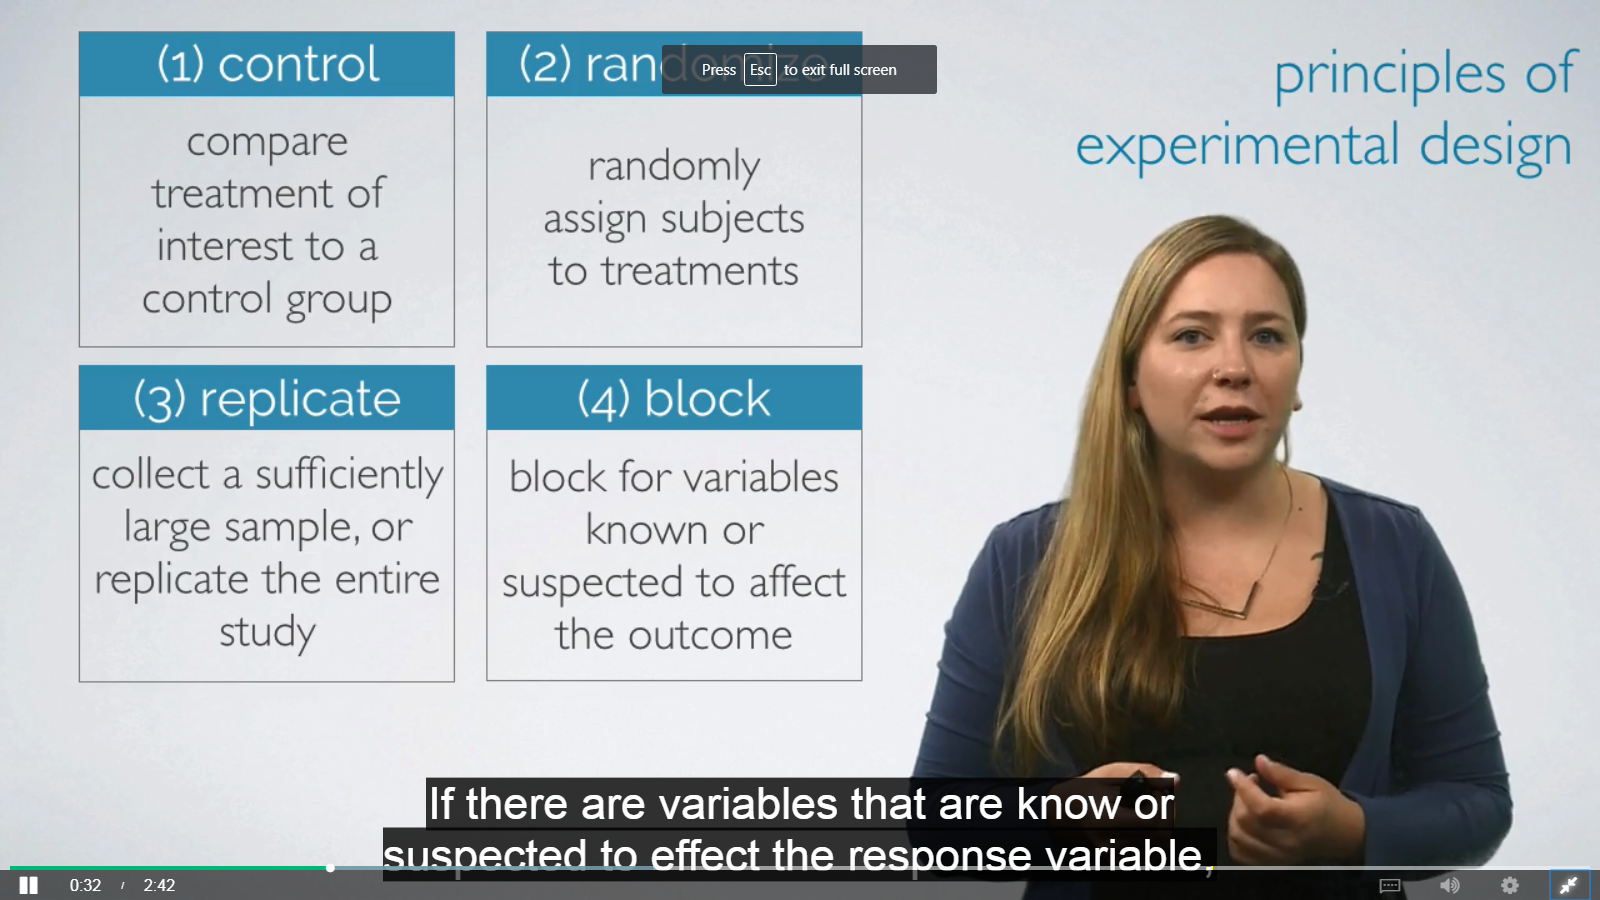 (1) control
compare
treatment of
interest to a
control group
(2) randomize
randomly
assign subjects
to treatments
(3) replicate
collect a sufficiently
large sample, or
replicate the entire
study
(4) block
block for variables
known or
suspected to affect
the outcome
principles of
experimental design
Press Esc to exit full screen
If there are variables that are know or
suspected to effect the response variable,
0:32 / 2:42